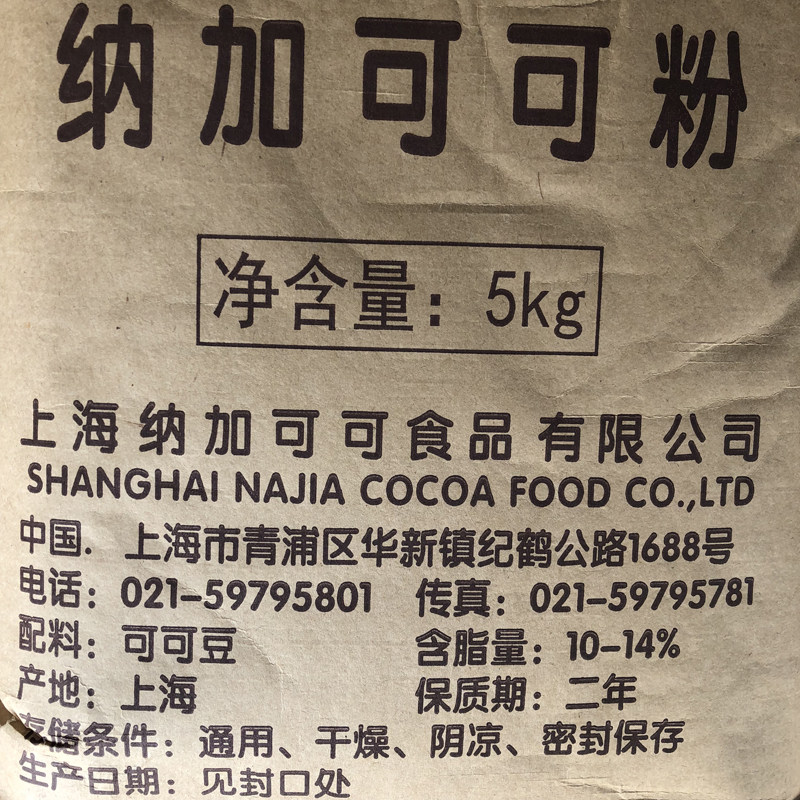 纳加可可粉
净含量：5kg
上海纳加可可食品有限公司
SHANGHAI NAJIA COCOA FOOD CO.,LTD
中国．上海市青浦区华新镇纪鹤公路1688号
电话：021-59795801 传真：021-59795781
配料：可可豆 含脂量：10-14%
产地：上海 保质期：二年
存储条件：通用、干燥、阴凉、密封保存
生产日期：见封口处